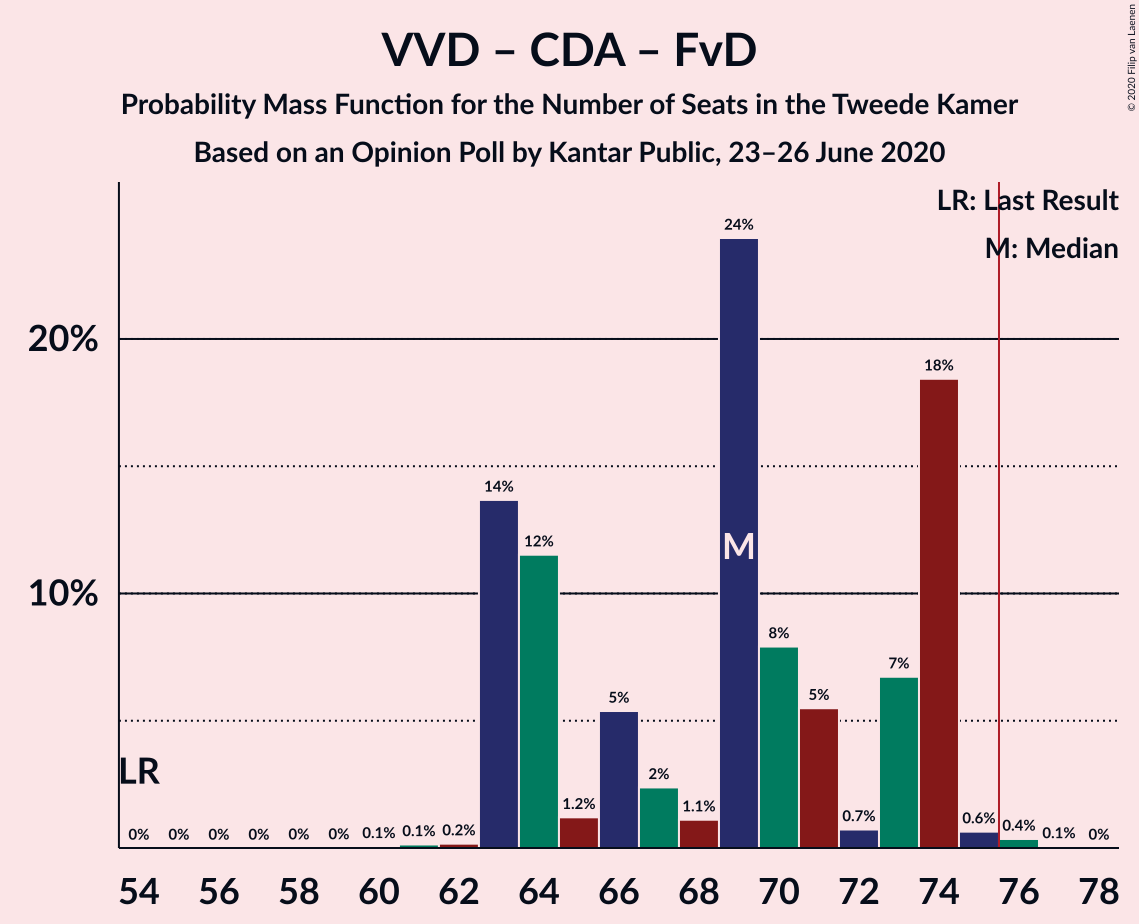 VVD – CDA – FvD
Probability Mass Function for the Number of Seats in the Tweede Kamer
Based on an Opinion Poll by Kantar Public, 23–26 June 2020
© 2020 Filip van Laenen
LR: Last Result
M: Median
20%
10%
LR
M
0% 0% 0% 0% 0% 0% 0.1% 0.1% 0.2% 14% 12% 1.2% 5% 2% 1.1% 24% 8% 5% 0.7% 7% 18% 0.6% 0.4% 0.1% 0%
54 56 58 60 62 64 66 68 70 72 74 76 78